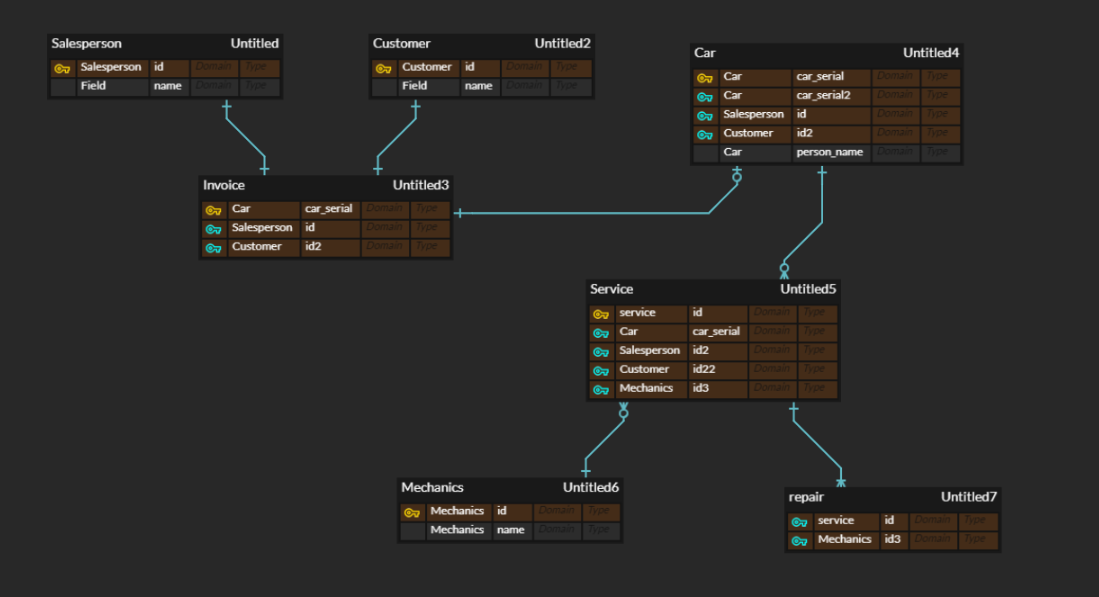 Salesperson Untitled
Salesperson id Domain Type
Field name Domain Type
Customer Untitled2
Customer id Domain Type
Field name Domain Type
Car Untitled4
Car car_serial Domain Type
Car car_serial2 Domain Type
Salesperson id Domain Type
Customer id2 Domain Type
Car person_name Domain Type
Invoice Untitled3
Car car_serial Domain Type
Salesperson id Domain Type
Customer id2 Domain Type
Service Untitled5
service id Domain Type
Car car_serial Domain Type
Salesperson id2 Domain Type
Customer id22 Domain Type
Mechanics id3 Domain Type
Mechanics Untitled6
Mechanics id Domain Type
Mechanics name Domain Type
repair Untitled7
service id Domain Type
Mechanics id3 Domain Type